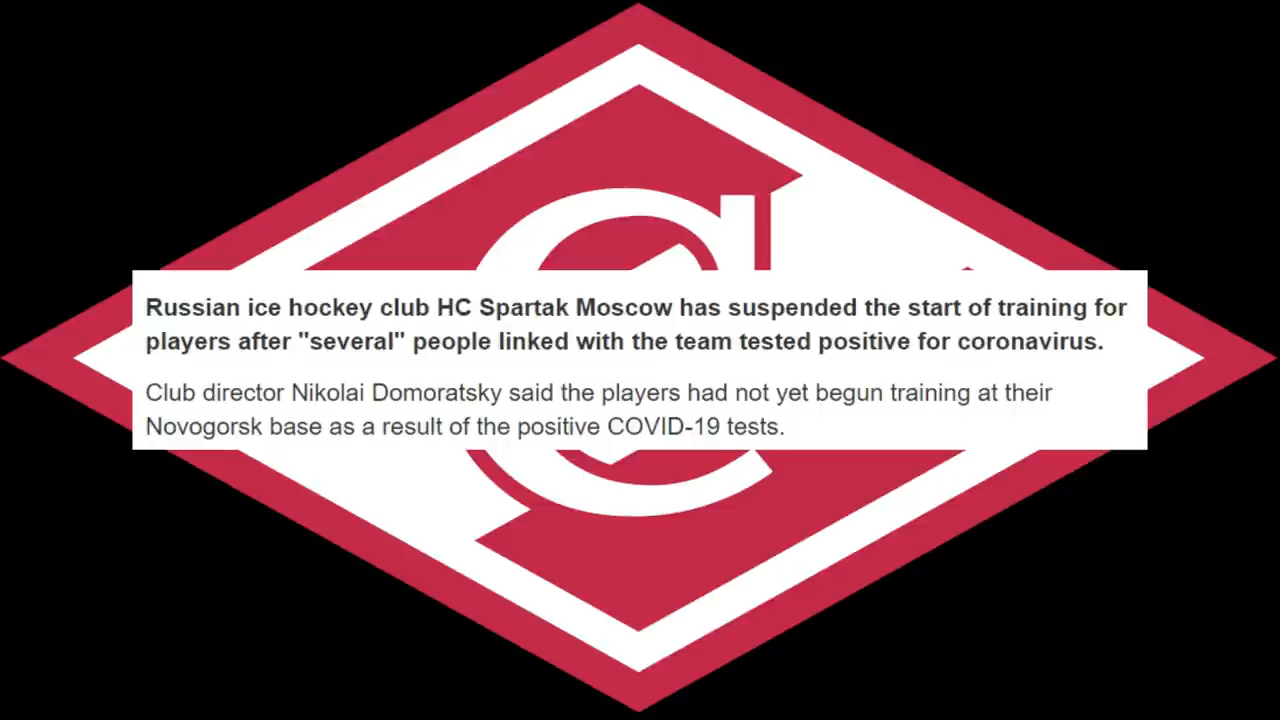 Russian ice hockey club HC Spartak Moscow has suspended the start of training for
players after "several" people linked with the team tested positive for coronavirus.
Club director Nikolai Domoratsky said the players had not yet begun training at their
Novogorsk base as a result of the positive COVID-19 tests.